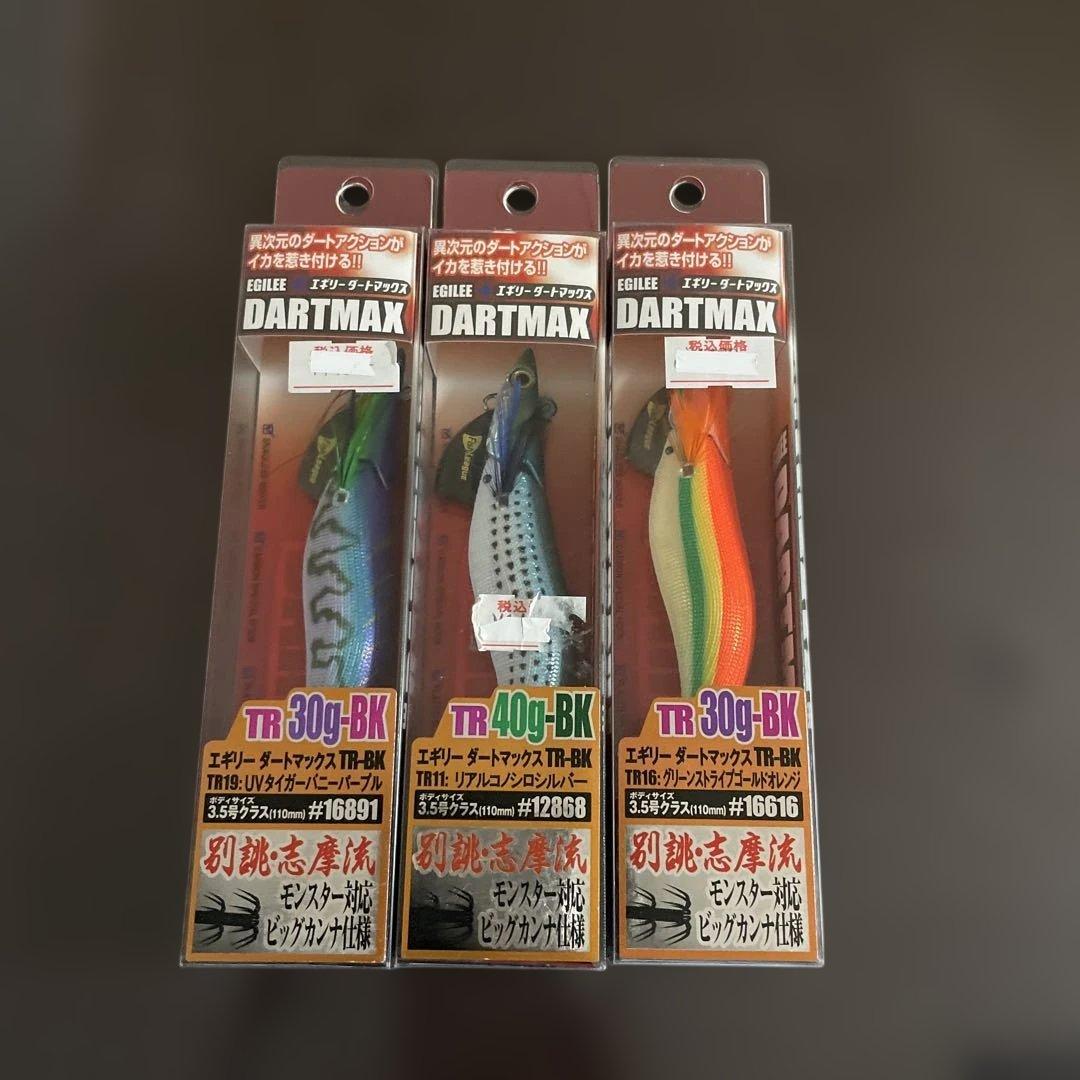 異次元のダートアクションが
イカを惹き付ける!!
EGILEE エギリーダートマックス
DARTMAX
税込価格
Fish League
TR 30g-BK
エギリー ダートマックス TR-BK
TR19: UVタイガーバニーパープル
ボディサイズ
3.5号クラス(110mm) #16891
別誂・志摩流
モンスター対応
ビッグカンナ仕様
異次元のダートアクションが
イカを惹き付ける!!
EGILEE エギリーダートマックス
DARTMAX
Fish League
税込
TR 40g-BK
エギリー ダートマックス TR-BK
TR11: リアルコノシロシルバー
ボディサイズ
3.5号クラス(110mm) #12868
別誂・志摩流
モンスター対応
ビッグカンナ仕様
異次元のダートアクションが
イカを惹き付ける!!
EGILEE エギリーダートマックス
DARTMAX
税込価格
TR 30g-BK
エギリー ダートマックス TR-BK
TR16: グリーンストライプゴールドオレンジ
ボディサイズ
3.5号クラス(110mm) #16616
別誂・志摩流
モンスター対応
ビッグカンナ仕様